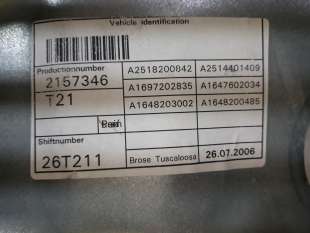 Vehicle identification
Productionnumber
2157346
T21
A2518200842 A2514401409
A1697202835 A1647602034
A1648203002 A1648200485
Shiftnumber
26T211
Brose Tuscaloosa 26.07.2006